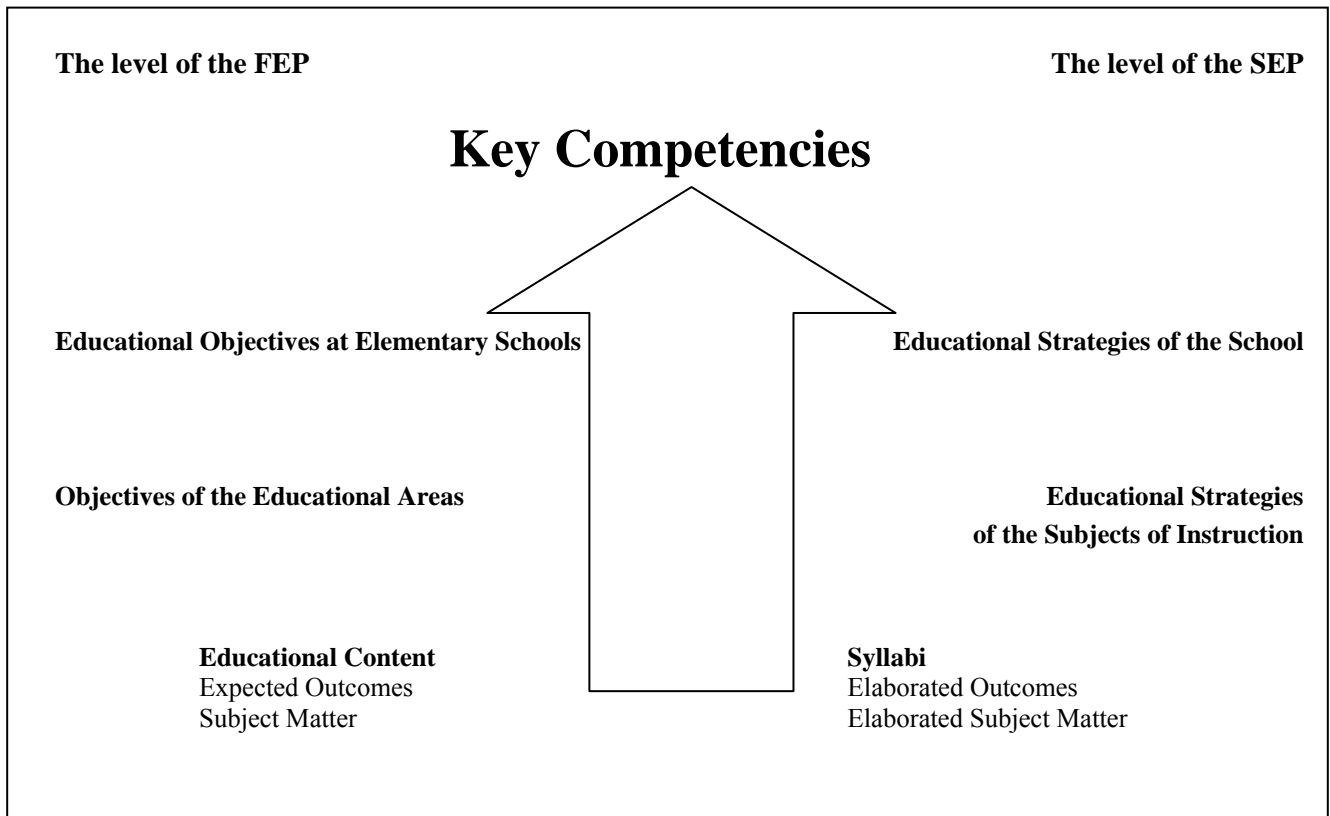 The level of the FEP
The level of the SEP
Key Competencies
Educational Objectives at Elementary Schools
Educational Strategies of the School
Objectives of the Educational Areas
Educational Strategies
of the Subjects of Instruction
Educational Content
Expected Outcomes
Subject Matter
Syllabi
Elaborated Outcomes
Elaborated Subject Matter